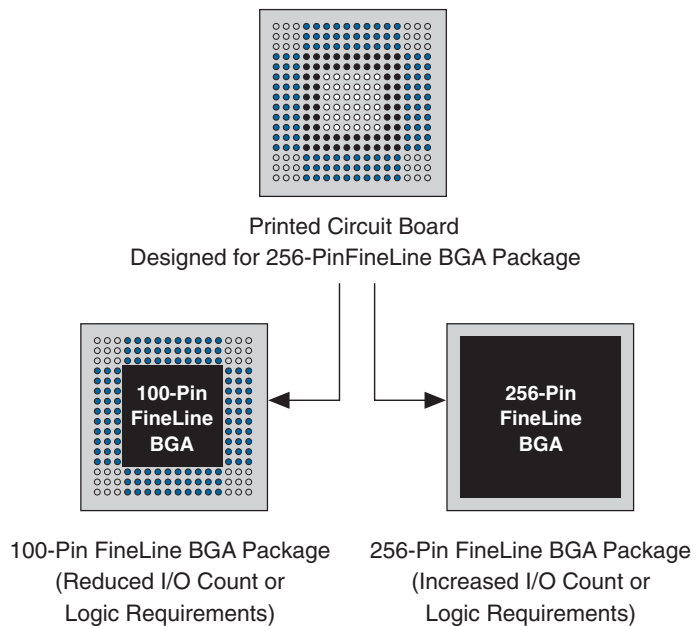 Printed Circuit Board
Designed for 256-PinFineLine BGA Package
100-Pin
FineLine
BGA
256-Pin
FineLine
BGA
100-Pin FineLine BGA Package
(Reduced I/O Count or
Logic Requirements)
256-Pin FineLine BGA Package
(Increased I/O Count or
Logic Requirements)